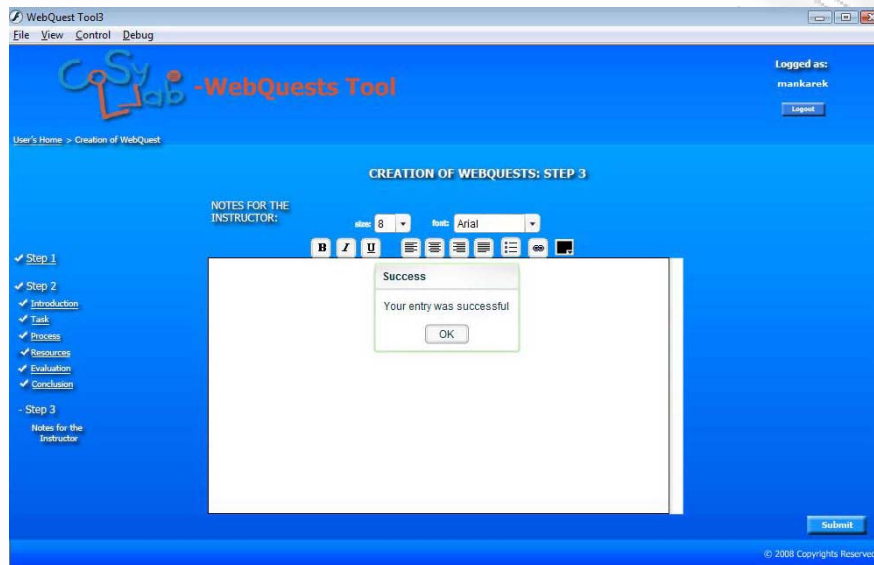 WebQuest Tool3
File View Control Debug
CoSy Lab -WebQuests Tool
Logged as:
mankarek
Logout
User's Home > Creation of WebQuest
CREATION OF WEBQUESTS: STEP 3
NOTES FOR THE
INSTRUCTOR:
size: 8 font: Arial
B I U
Step 1
Step 2
Introduction
Task
Process
Resources
Evaluation
Conclusion
- Step 3
Notes for the
Instructor
Success
Your entry was successful
OK
Submit
© 2008 Copyrights Reserved